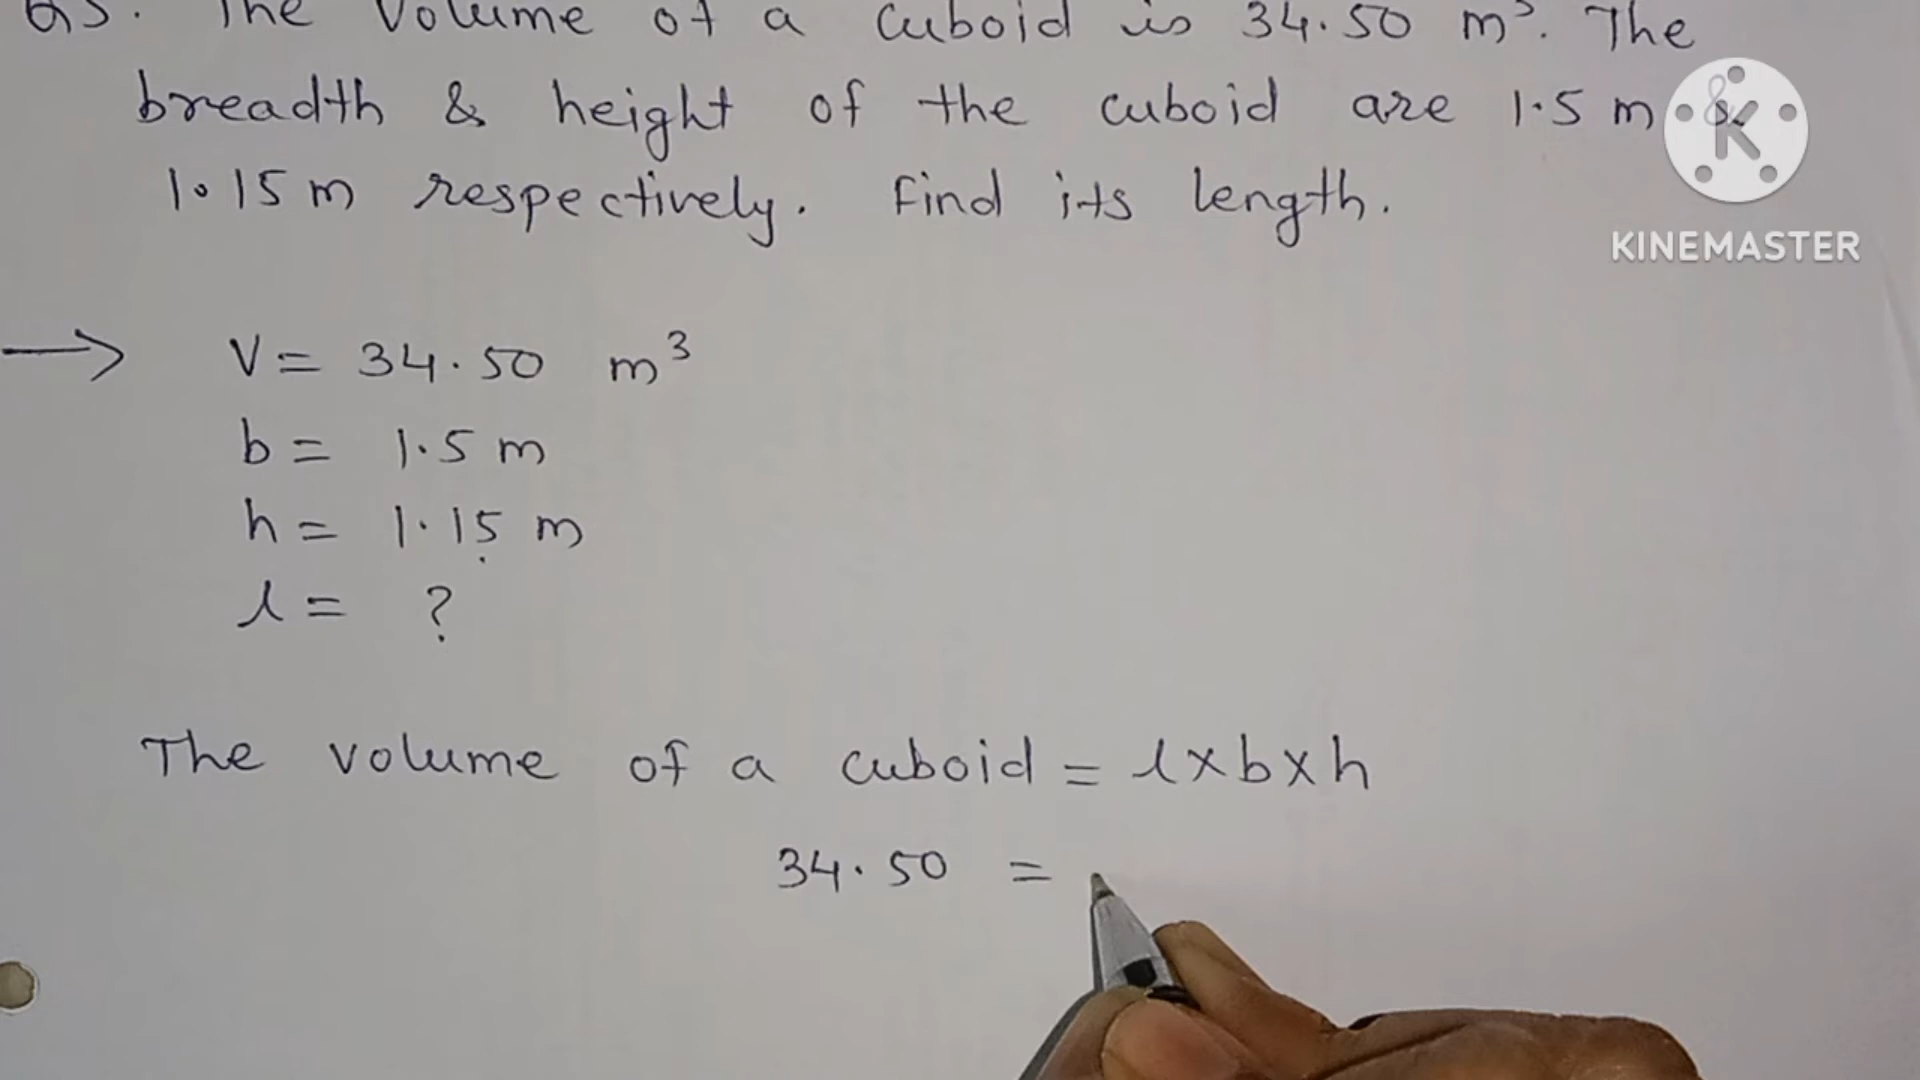 Q3. The volume of a cuboid is 34.50 m³. The
breadth & height of the cuboid are 1.5 m &
1.15 m respectively. Find its length.
KINEMASTER
→ V = 34.50 m³
b = 1.5 m
h = 1.15 m
l = ?
The volume of a cuboid = l×b×h
34.50 =